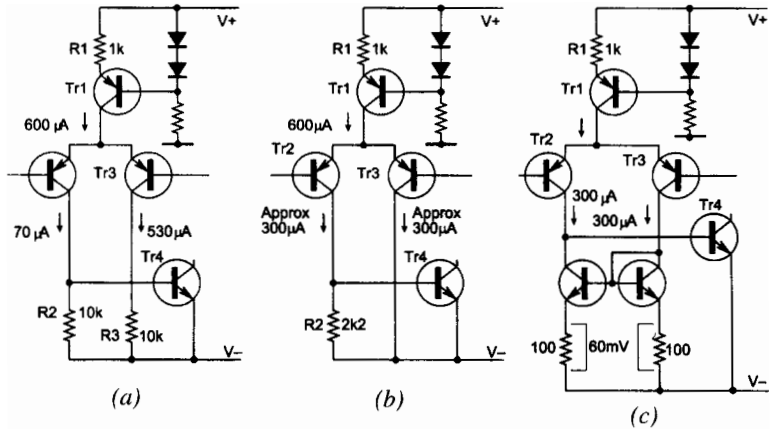 V+
R1
1k
Tr1
600 µA
Tr3
70 µA
530µA
Tr4
R2
10k
R3
10k
V–
(a)
V+
R1
1k
Tr1
600µA
Tr2
Tr3
Approx
300µA
Approx
300µA
Tr4
R2
2k2
V–
(b)
V+
R1
1k
Tr1
Tr2
Tr3
300 µA
300µA
Tr4
100
60mV
100
V–
(c)